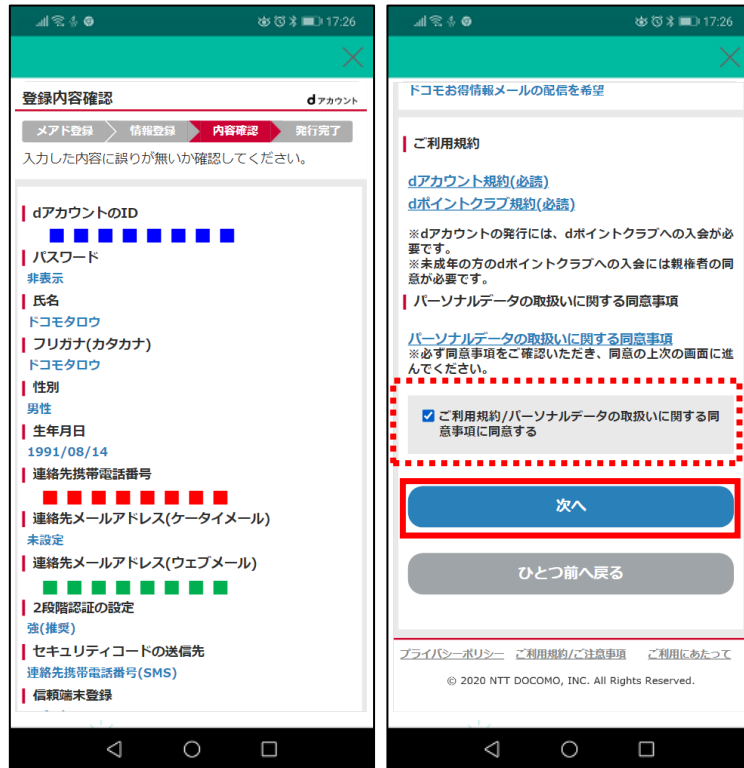 17:26
登録内容確認
dアカウント
メアド登録
情報登録
内容確認
発行完了
入力した内容に誤りが無いか確認してください。
dアカウントのID
パスワード
非表示
氏名
ドコモタロウ
フリガナ(カタカナ)
ドコモタロウ
性別
男性
生年月日
1991/08/14
連絡先携帯電話番号
連絡先メールアドレス(ケータイメール)
未設定
連絡先メールアドレス(ウェブメール)
2段階認証の設定
強(推奨)
セキュリティコードの送信先
連絡先携帯電話番号(SMS)
信頼端末登録
17:26
ドコモお得情報メールの配信を希望
ご利用規約
dアカウント規約(必読)
dポイントクラブ規約(必読)
※dアカウントの発行には、dポイントクラブへの入会が必
要です。
※未成年の方のdポイントクラブへの入会には親権者の同
意が必要です。
パーソナルデータの取扱いに関する同意事項
パーソナルデータの取扱いに関する同意事項
※必ず同意事項をご確認いただき、同意の上次の画面に進
んでください。
ご利用規約/パーソナルデータの取扱いに関する同
意事項に同意する
次へ
ひとつ前へ戻る
プライバシーポリシー ご利用規約/ご注意事項 ご利用にあたって
© 2020 NTT DOCOMO, INC. All Rights Reserved.